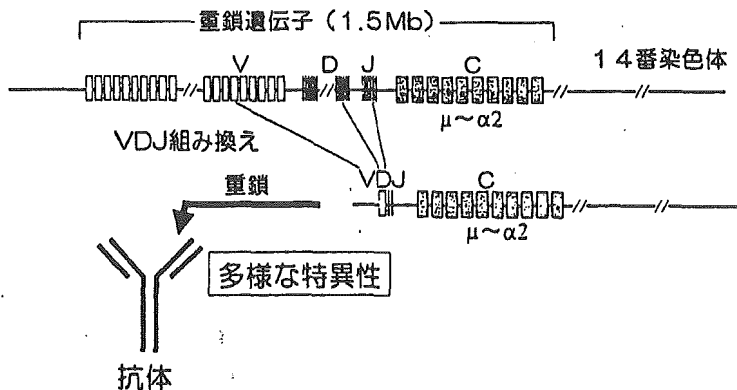 重鎖遺伝子（1.5Mb）
V D J C 14番染色体
μ～α2
VDJ組み換え
VDJ C
重鎖
μ～α2
多様な特異性
抗体